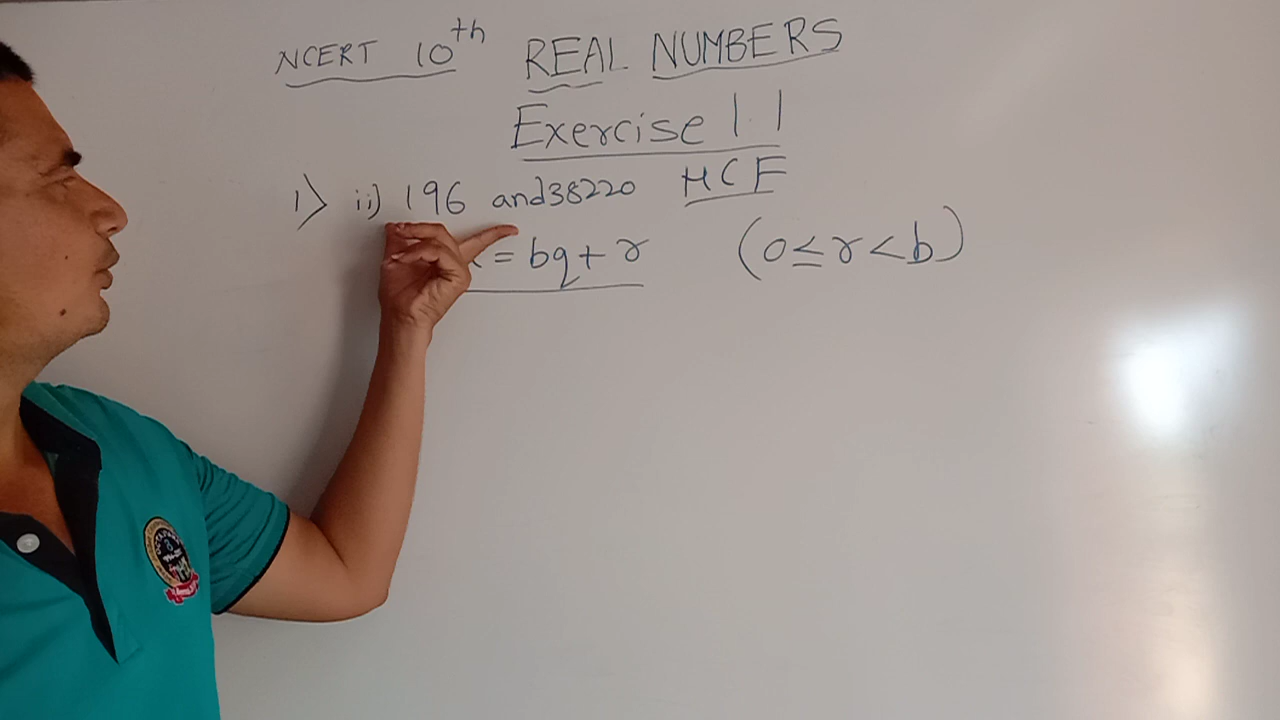 NCERT 10th REAL NUMBERS
Exercise 1.1
1) ii) 196 and 38220 HCF
= bq + r (0 ≤ r < b)